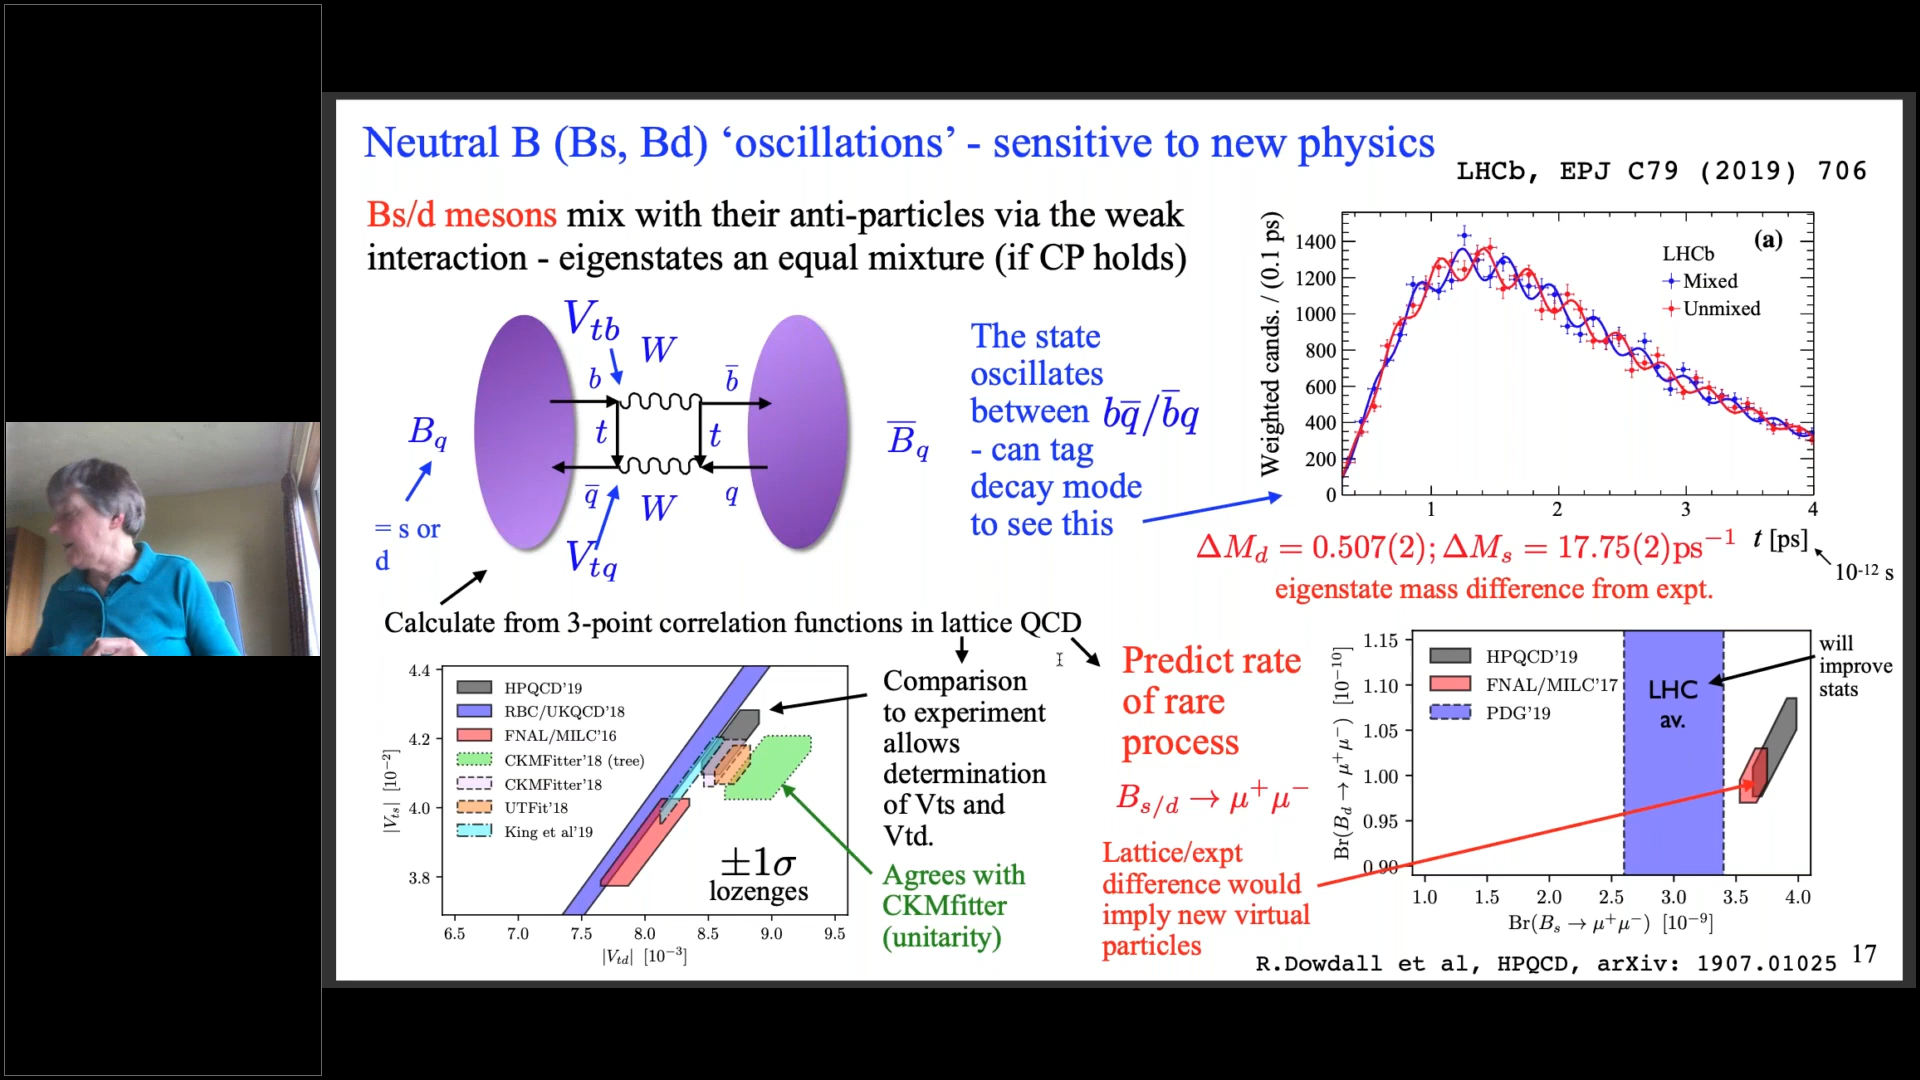 Neutral B (Bs, Bd) ‘oscillations’ - sensitive to new physics
LHCb, EPJ C79 (2019) 706
Bs/d mesons mix with their anti-particles via the weak
interaction - eigenstates an equal mixture (if CP holds)
V_tb
W
b
b̅
t
t
B_q
B̅_q
q̅
q
W
V_tq
= s or
d
The state
oscillates
between bq̅/b̅q
- can tag
decay mode
to see this
Weighted cands. / (0.1 ps)
1400
1200
1000
800
600
400
200
0
1 2 3 4
(a)
LHCb
Mixed
Unmixed
t [ps]
10^-12 s
ΔM_d = 0.507(2); ΔM_s = 17.75(2)ps^−1
eigenstate mass difference from expt.
Calculate from 3-point correlation functions in lattice QCD
4.4
4.2
4.0
3.8
|V_ts| [10^−2]
HPQCD’19
RBC/UKQCD’18
FNAL/MILC’16
CKMFitter’18 (tree)
CKMFitter’18
UTFit’18
King et al’19
±1σ
lozenges
6.5 7.0 7.5 8.0 8.5 9.0 9.5
|V_td| [10^−3]
Comparison
to experiment
allows
determination
of Vts and
Vtd.
Agrees with
CKMfitter
(unitarity)
Predict rate
of rare
process
B_s/d → μ^+μ^−
Lattice/expt
difference would
imply new virtual
particles
1.15
1.10
1.05
1.00
0.95
0.90
Br(B_d → μ^+μ^−) [10^−10]
HPQCD’19
FNAL/MILC’17
PDG’19
LHC
av.
will
improve
stats
1.0 1.5 2.0 2.5 3.0 3.5 4.0
Br(B_s → μ^+μ^−) [10^−9]
R.Dowdall et al, HPQCD, arXiv: 1907.01025
17